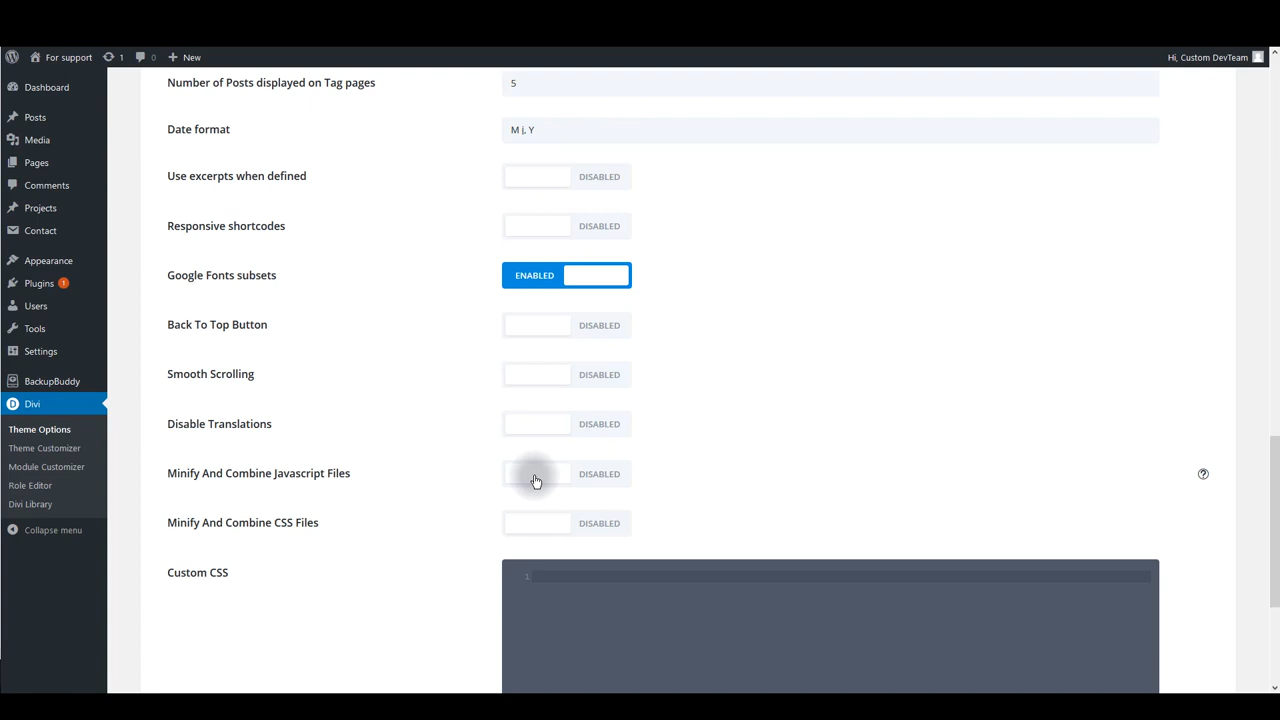 For support
1
0
New
Hi, Custom DevTeam
Dashboard
Posts
Media
Pages
Comments
Projects
Contact
Appearance
Plugins 1
Users
Tools
Settings
BackupBuddy
D Divi
Theme Options
Theme Customizer
Module Customizer
Role Editor
Divi Library
Collapse menu
Number of Posts displayed on Tag pages
5
Date format
M j, Y
Use excerpts when defined
DISABLED
Responsive shortcodes
DISABLED
Google Fonts subsets
ENABLED
Back To Top Button
DISABLED
Smooth Scrolling
DISABLED
Disable Translations
DISABLED
Minify And Combine Javascript Files
DISABLED
?
Minify And Combine CSS Files
DISABLED
Custom CSS
1